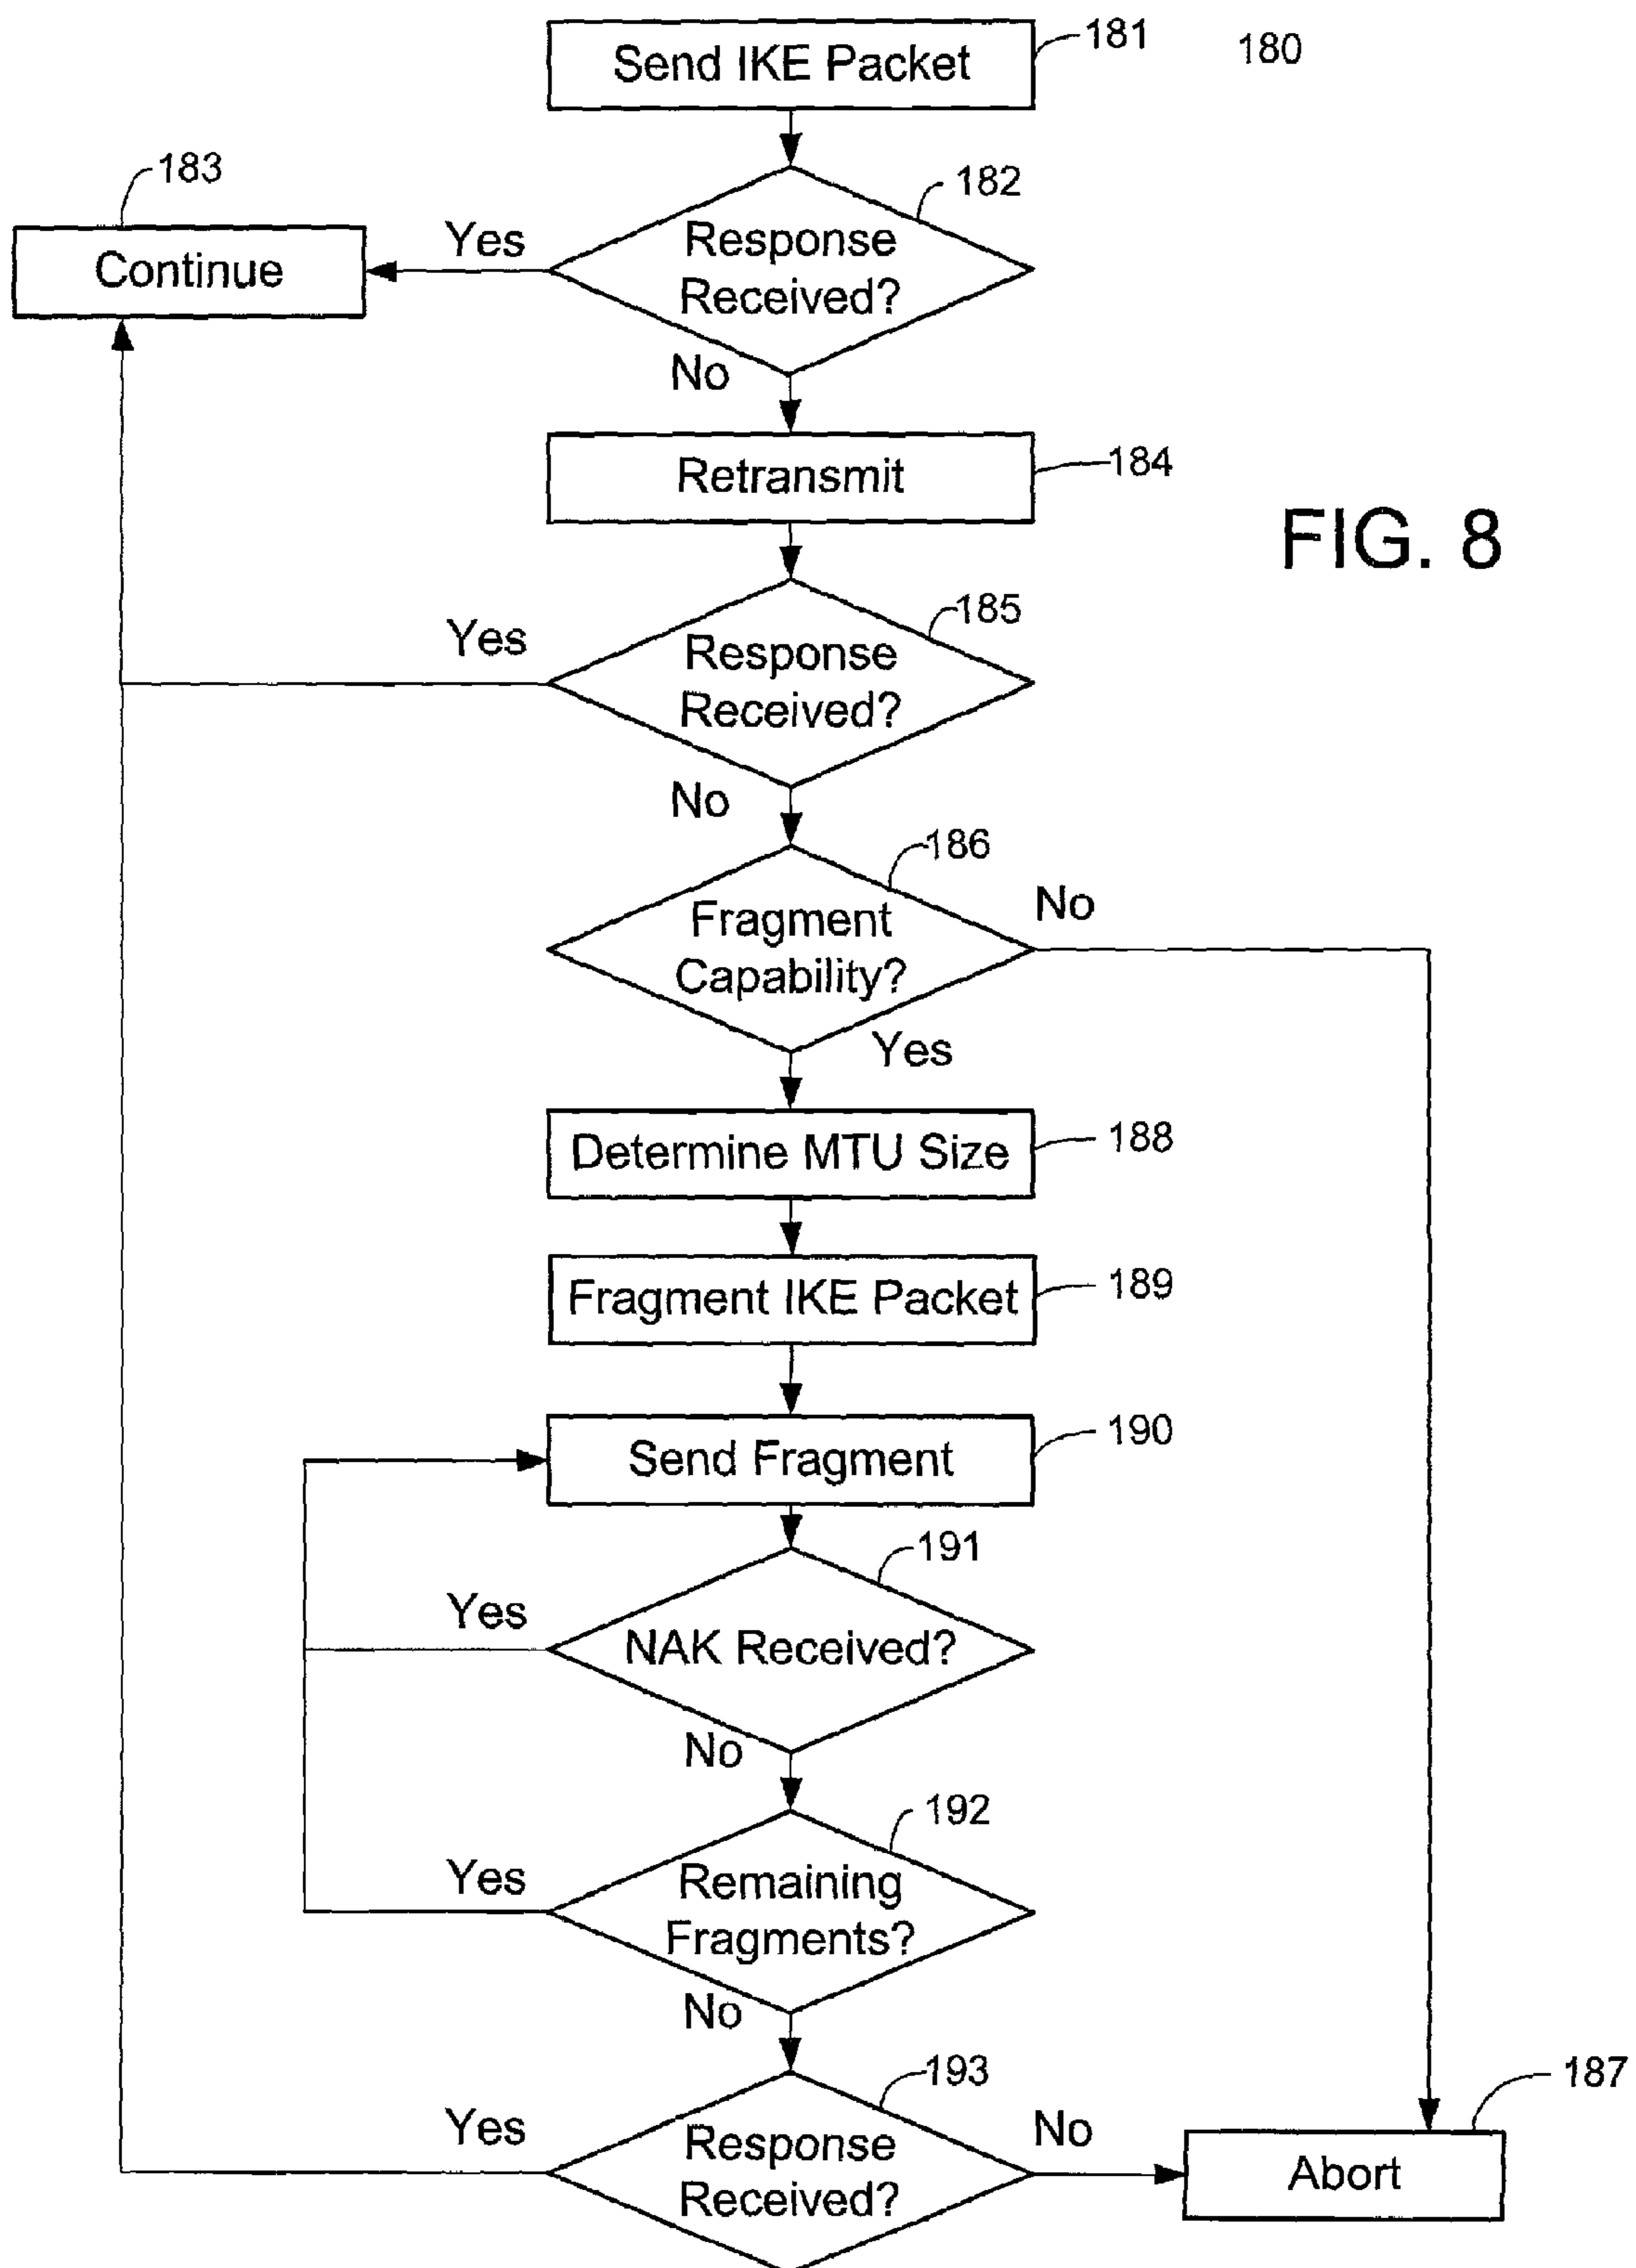 Send IKE Packet
181
180
183
182
Continue
Yes
Response
Received?
No
Retransmit
184
FIG. 8
185
Yes
Response
Received?
No
186
Fragment
Capability?
No
Yes
Determine MTU Size
188
Fragment IKE Packet
189
Send Fragment
190
191
Yes
NAK Received?
No
192
Yes
Remaining
Fragments?
No
193
187
Yes
Response
Received?
No
Abort